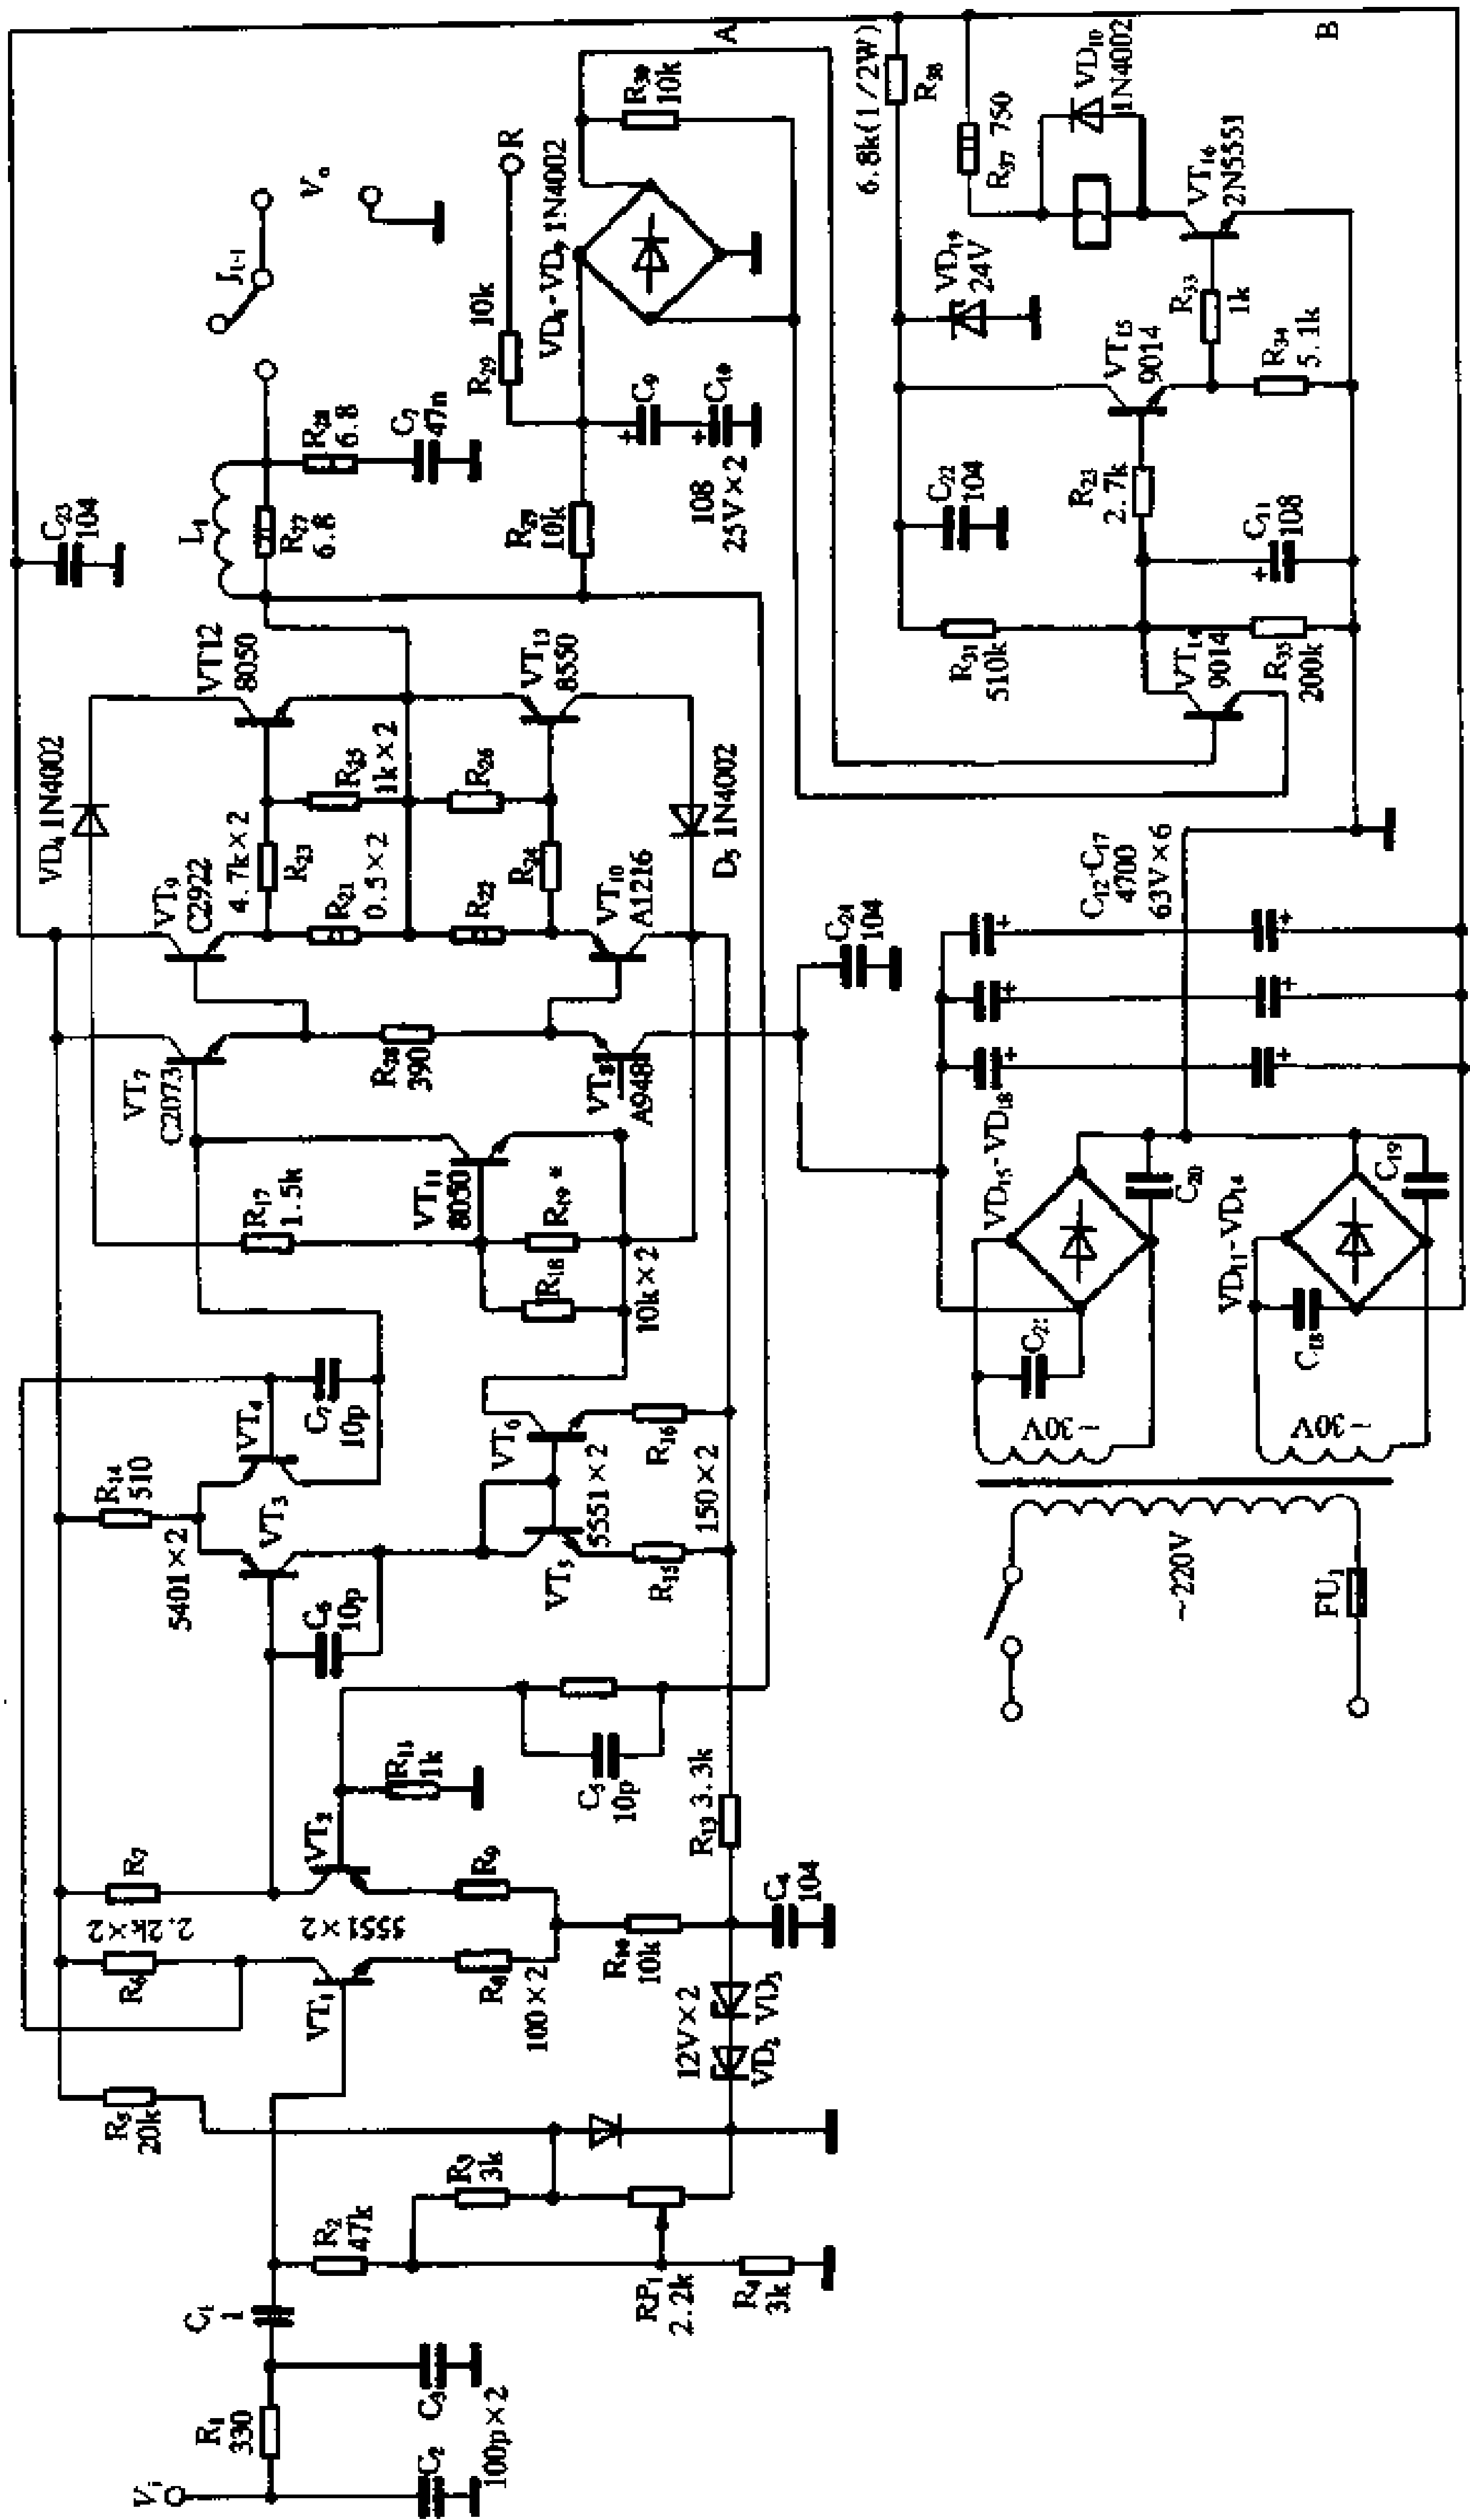 Vi
R1
330
C2
C3
100p×2
C1
1
R2
47k
R3
3k
RP1
2.2k
R4
3k
R5
20k
R6
R7
2.2k×2
VT1
VT2
5551×2
R8
R9
100×2
R10
10k
12V×2
VD2
VD3
C4
104
R11
1k
C5
10p
R13 3.3k
5401×2
R14
510
VT3
VT4
C6
10p
C7
10p
VT5
VT6
5551×2
R15
R16
150×2
R17
1.5k
VT11
8050
R18
R19 *
10k×2
VT7
C2073
R28
390
VT8
A948
VD4 1N4002
VT9
C2922
4.7k×2
R23
R21
0.5×2
R22
R24
VT10
A1216
D5 1N4002
VT12
8050
R25
1k×2
R26
VT13
8550
C23
104
C24
104
L1
R27
6.8
R28
6.8
C7
47n
J1-1
Vo
R29
10k
R29
10k
R
C9
C10
108
25V×2
VD6-VD9 1N4002
R30
10k
A
6.8k(1/2W)
R38
R37 750
VD10
1N4002
B
VD19
24V
VT16
2N5551
R33
1k
VT15
9014
R34
5.1k
C22
104
R23
2.7k
C11
108
R31
510k
VT14
9014
R35
200k
C12-C17
4700
63V×6
VD15-VD18
C20
VD11-VD14
C19
C18
~30V
~30V
~220V
FU1